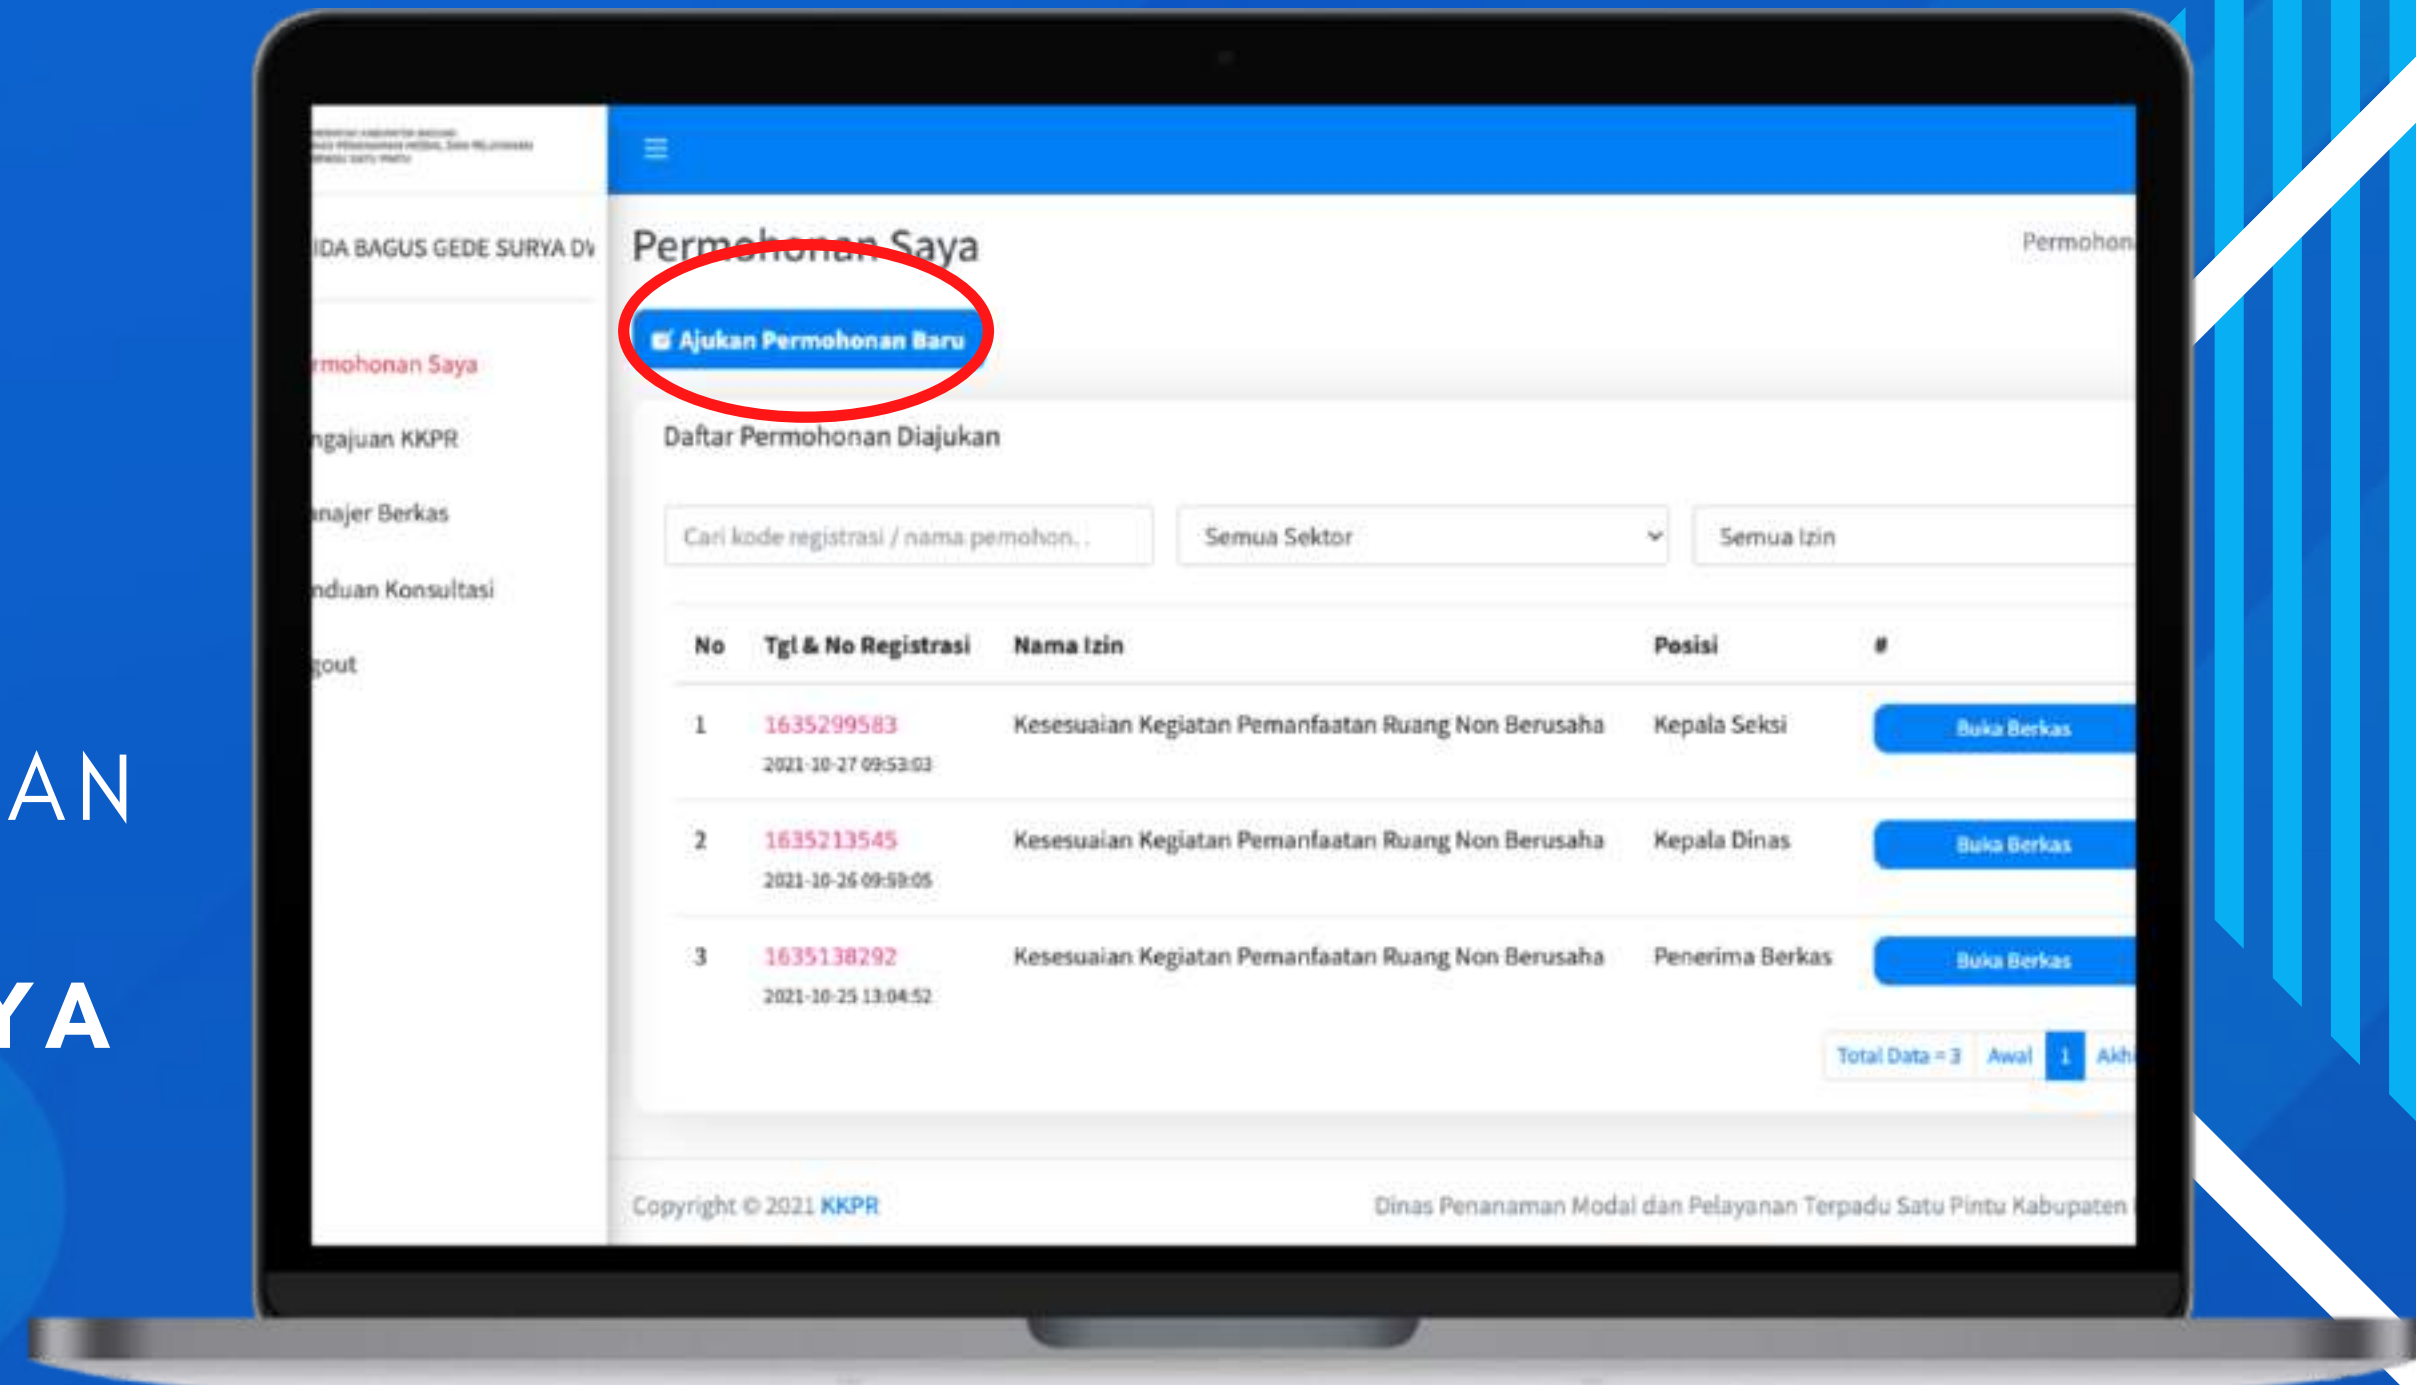 AN
YA
IDA BAGUS GEDE SURYA DW
rmohonan Saya
ngajuan KKPR
anajer Berkas
nduan Konsultasi
gout
Permohonan Saya
Permohon
Ajukan Permohonan Baru
Daftar Permohonan Diajukan
Cari kode registrasi / nama pemohon. .
Semua Sektor
Semua Izin
No Tgl & No Registrasi Nama Izin Posisi #
1 1635299583 Kesesuaian Kegiatan Pemanfaatan Ruang Non Berusaha Kepala Seksi Buka Berkas
2021-10-27 09:53:03
2 1635213545 Kesesuaian Kegiatan Pemanfaatan Ruang Non Berusaha Kepala Dinas Buka Berkas
2021-10-26 09:59:05
3 1635138292 Kesesuaian Kegiatan Pemanfaatan Ruang Non Berusaha Penerima Berkas Buka Berkas
2021-10-25 13:04:52
Total Data = 3 Awal 1 Akh
Copyright © 2021 KKPR
Dinas Penanaman Modal dan Pelayanan Terpadu Satu Pintu Kabupaten